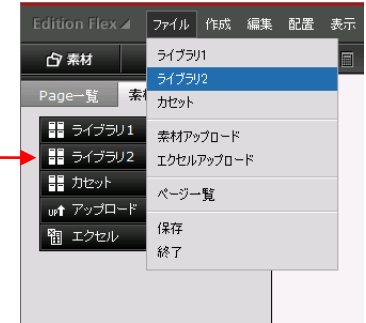 Edition Flex ファイル 作成 編集 配置 表示
素材
Page一覧
ライブラリ1
ライブラリ2
カセット
UP アップロード
エクセル
ライブラリ1
ライブラリ2
カセット
素材アップロード
エクセルアップロード
ページ一覧
保存
終了